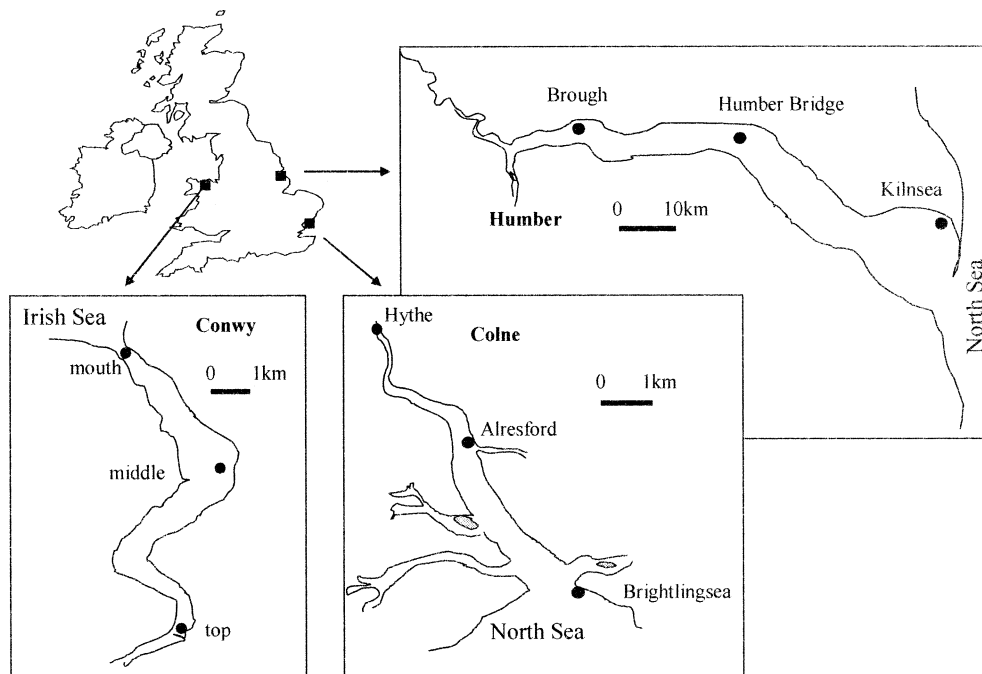 Brough
Humber Bridge
Kilnsea
Humber
0 10km
North Sea
Irish Sea
Conwy
mouth
0 1km
middle
top
Hythe
Colne
0 1km
Alresford
Brightlingsea
North Sea